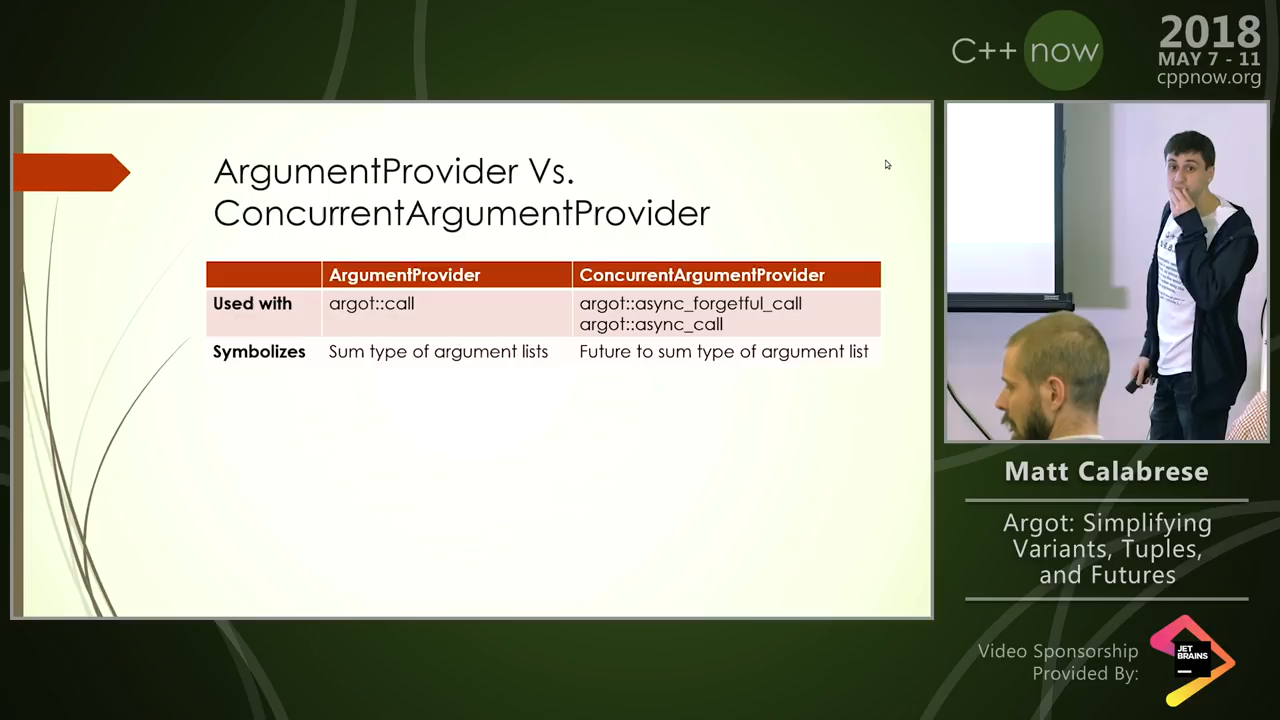 C++ now
2018
MAY 7 - 11
cppnow.org
ArgumentProvider Vs.
ConcurrentArgumentProvider
ArgumentProvider ConcurrentArgumentProvider
Used with argot::call argot::async_forgetful_call
argot::async_call
Symbolizes Sum type of argument lists Future to sum type of argument list
Matt Calabrese
Argot: Simplifying
Variants, Tuples,
and Futures
Video Sponsorship
Provided By:
JET
BRAINS